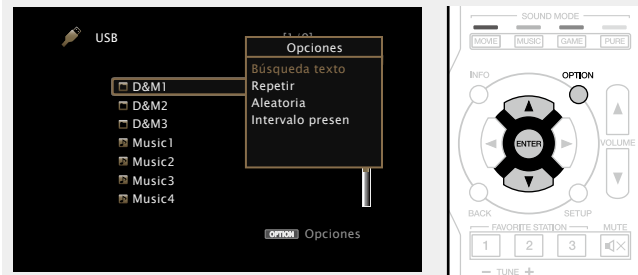 USB
[1/9]
Opciones
Búsqueda texto
Repetir
Aleatoria
Intervalo presen
D&M1
D&M2
D&M3
Music1
Music2
Music3
Music4
OPTION Opciones
SOUND MODE
MOVIE MUSIC GAME PURE
INFO OPTION
ENTER
VOLUME
BACK SETUP
FAVORITE STATION MUTE
1 2 3
– TUNE +